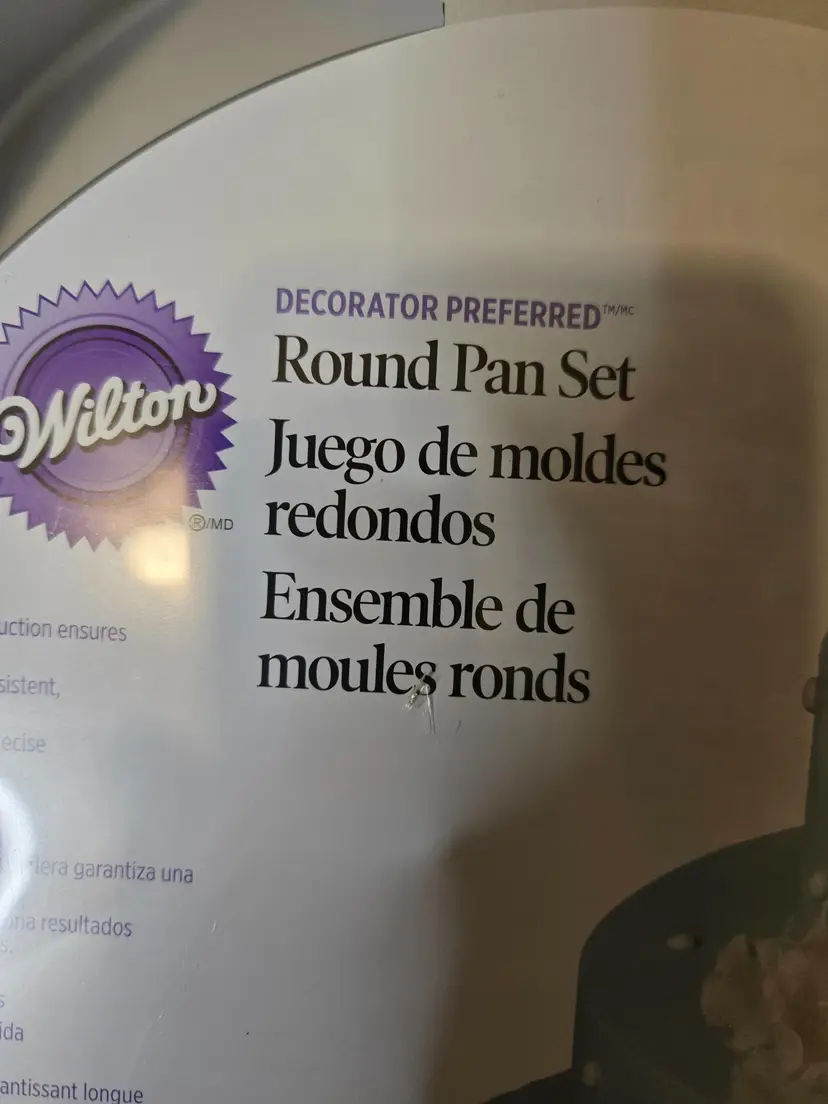 DECORATOR PREFERRED™/MC
Round Pan Set
Wilton
®/MD
Juego de moldes
redondos
Ensemble de
moules ronds
uction ensures
sistent,
ecise
lera garantiza una
resultados
s.
s
ida
antissant longue